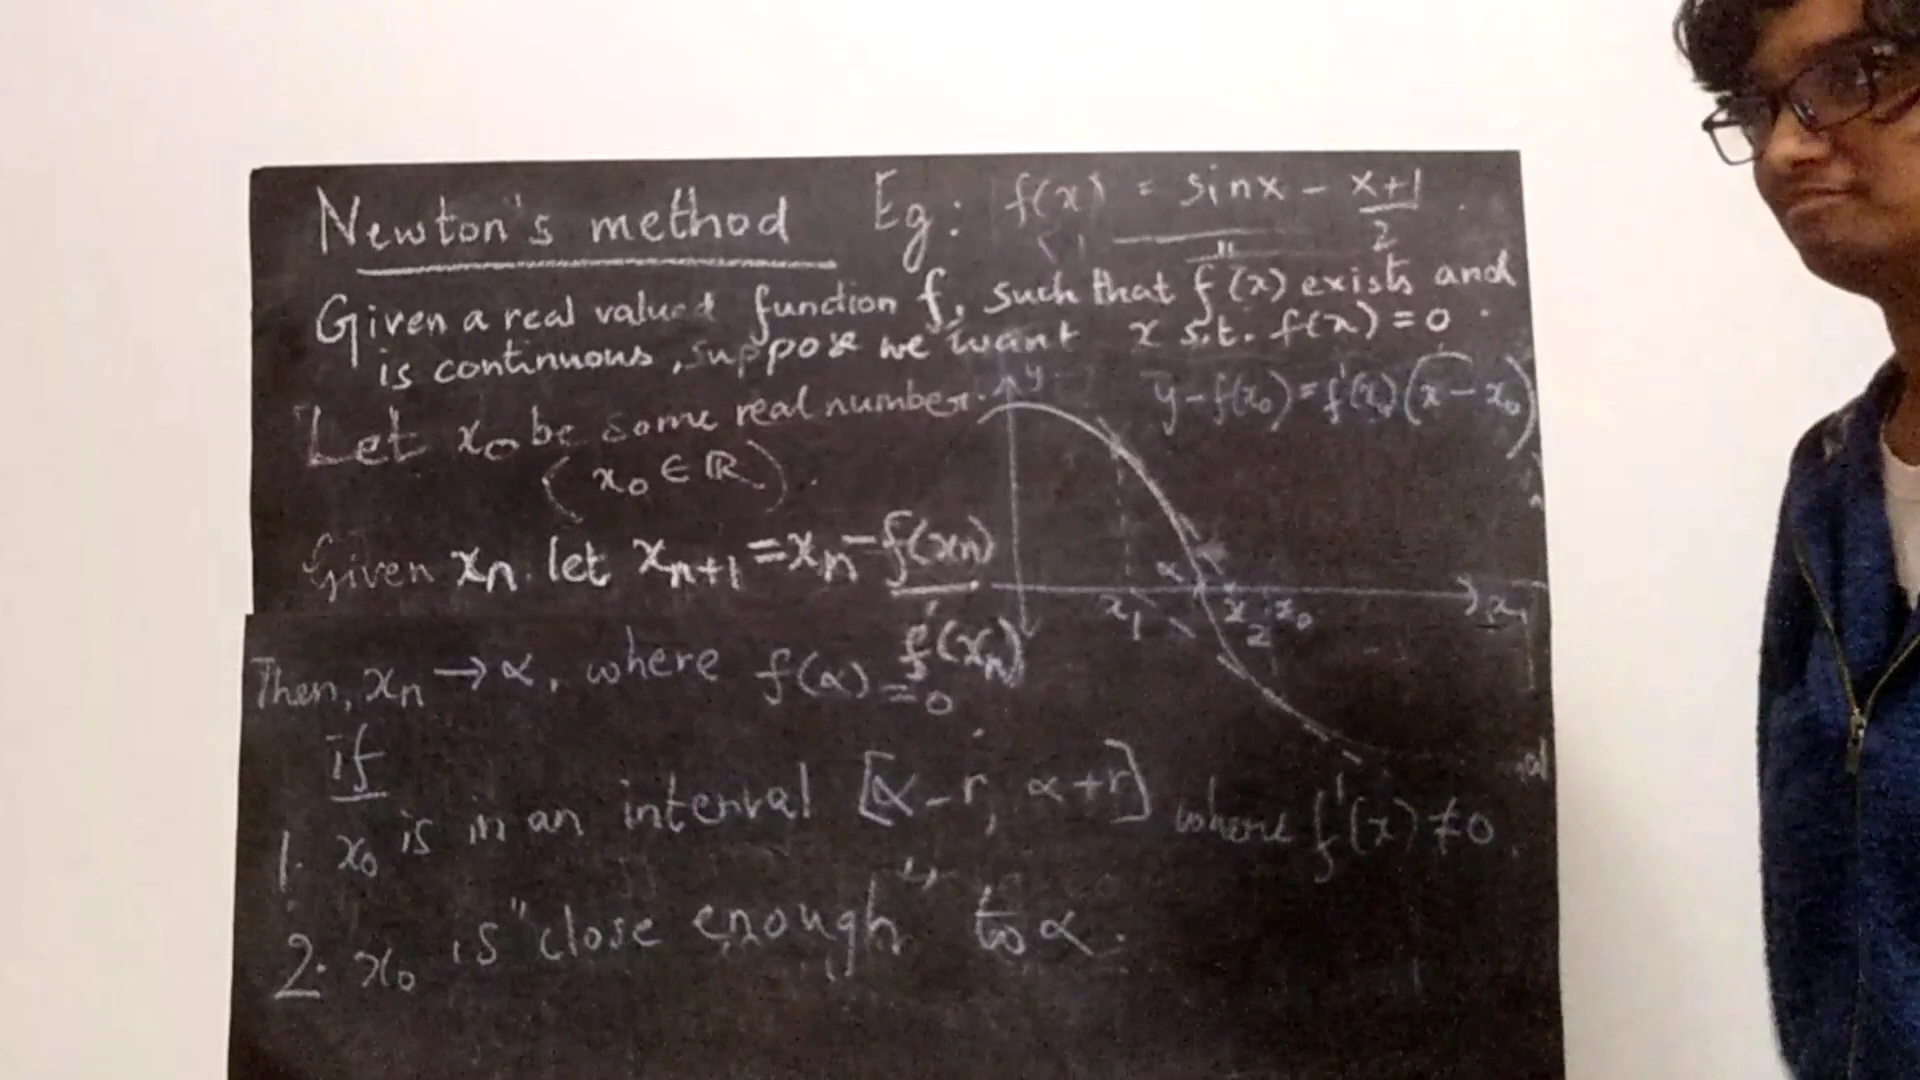 Newton's method Eg: f(x) = sinx - x+1/2
Given a real valued function f, such that f''(x) exists and
is continuous, suppose we want x s.t. f(x) = 0.
Let x₀ be some real number.
(x₀ ∈ ℝ).
y
y-f(x₀)=f'(x₀)(x-x₀)
Given xₙ let xₙ₊₁ = xₙ - f(xₙ)/f'(xₙ)
α
x₁ x₂ x₀ x
Then, xₙ → α, where f(α) = 0
if
1. x₀ is in an interval [α-r, α+r] where f'(x) ≠ 0.
2. x₀ is "close enough" to α.